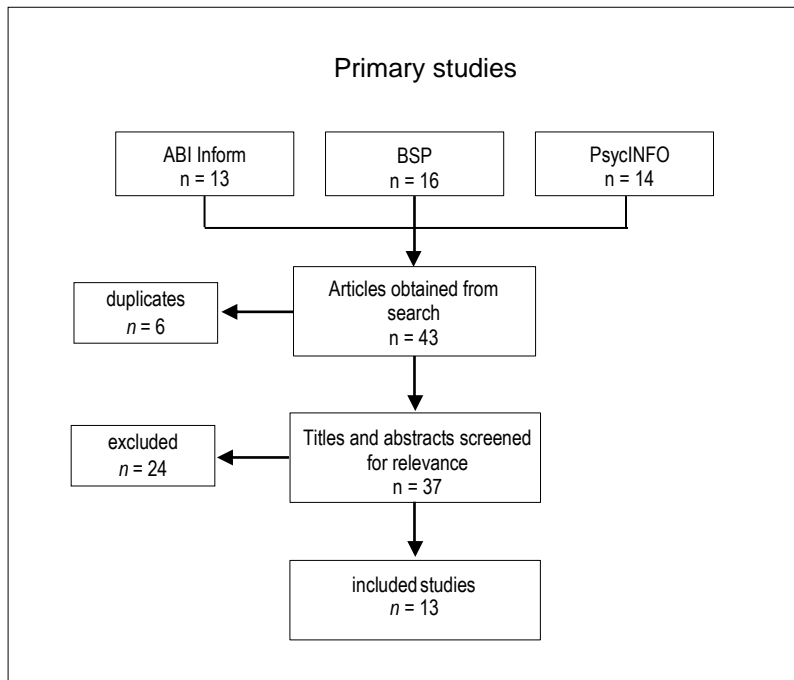 Primary studies
ABI Inform
n = 13
BSP
n = 16
PsycINFO
n = 14
Articles obtained from
search
n = 43
duplicates
n = 6
Titles and abstracts screened
for relevance
n = 37
excluded
n = 24
included studies
n = 13